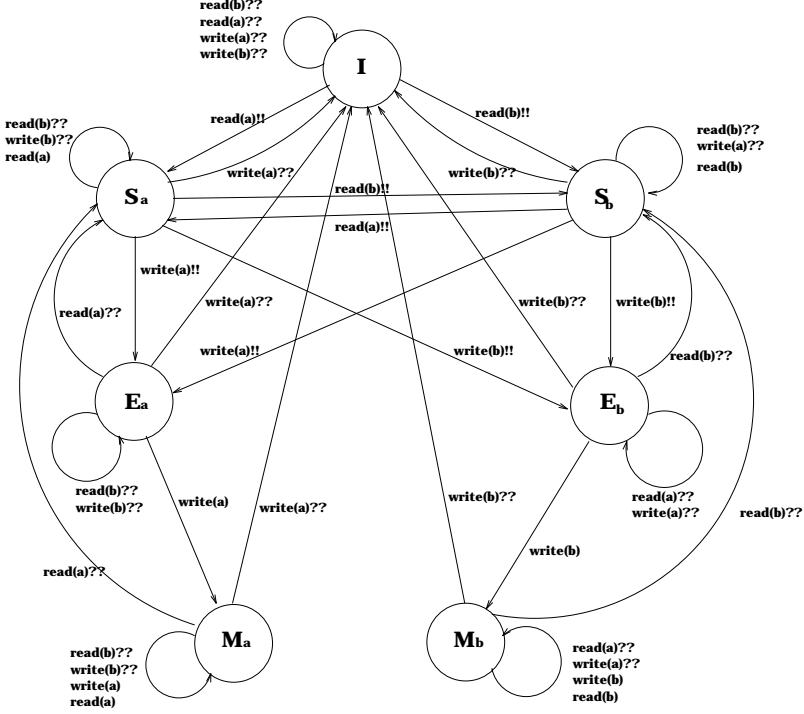 read(b)??
read(a)??
write(a)??
write(b)??
I
read(a)!!
read(b)!!
read(b)??
write(b)??
read(a)
read(b)??
write(a)??
read(b)
write(a)??
write(b)??
Sa
read(b)!!
Sb
read(a)!!
write(a)!!
write(a)??
write(b)??
write(b)!!
read(a)??
write(a)!!
write(b)!!
read(b)??
Ea
Eb
read(b)??
write(b)??
write(a)
write(a)??
write(b)??
read(a)??
write(a)??
read(b)??
write(b)
read(a)??
Ma
Mb
read(b)??
write(b)??
write(a)
read(a)
read(a)??
write(a)??
write(b)
read(b)